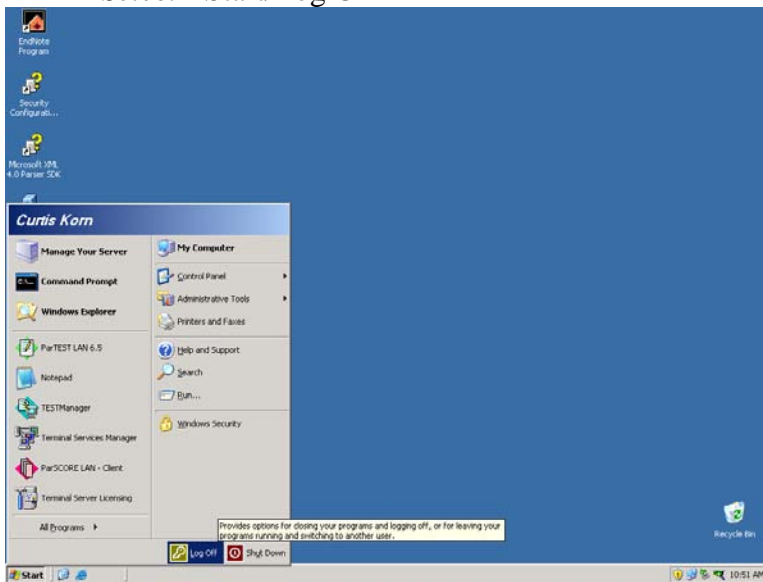 EndNote
Program
Security
Configurati...
Microsoft XML
4.0 Parser SDK
Curtis Korn
Manage Your Server
Command Prompt
Windows Explorer
ParTEST LAN 6.5
Notepad
TESTManager
Terminal Services Manager
ParSCORE LAN - Client
Terminal Server Licensing
All Programs
My Computer
Control Panel
Administrative Tools
Printers and Faxes
Help and Support
Search
Run...
Windows Security
Provides options for closing your programs and logging off, or for leaving your
programs running and switching to another user.
Log Off
Shut Down
Recycle Bin
Start
10:51 AM